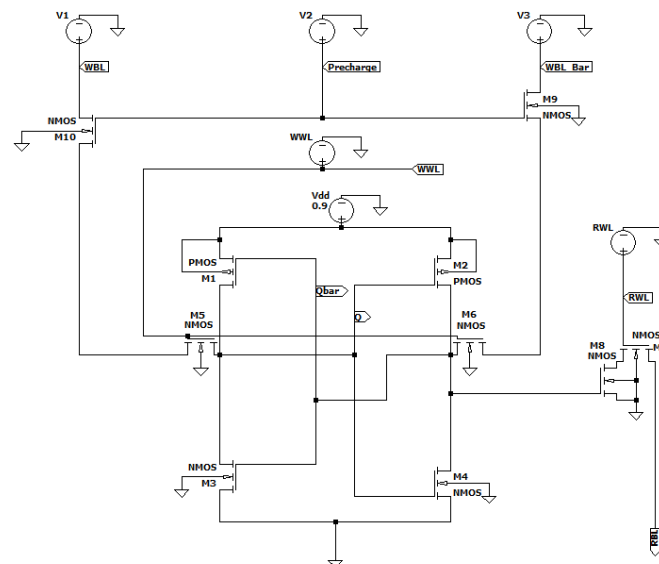 V1
V2
V3
WBL
Precharge
WBL_Bar
NMOS
M10
M9
NMOS
WWL
WWL
Vdd
0.9
RWL
PMOS
M1
M2
PMOS
Qbar
Q
RWL
M5
NMOS
M6
NMOS
NMOS
M8
NMOS
NMOS
M3
M4
NMOS
RBL